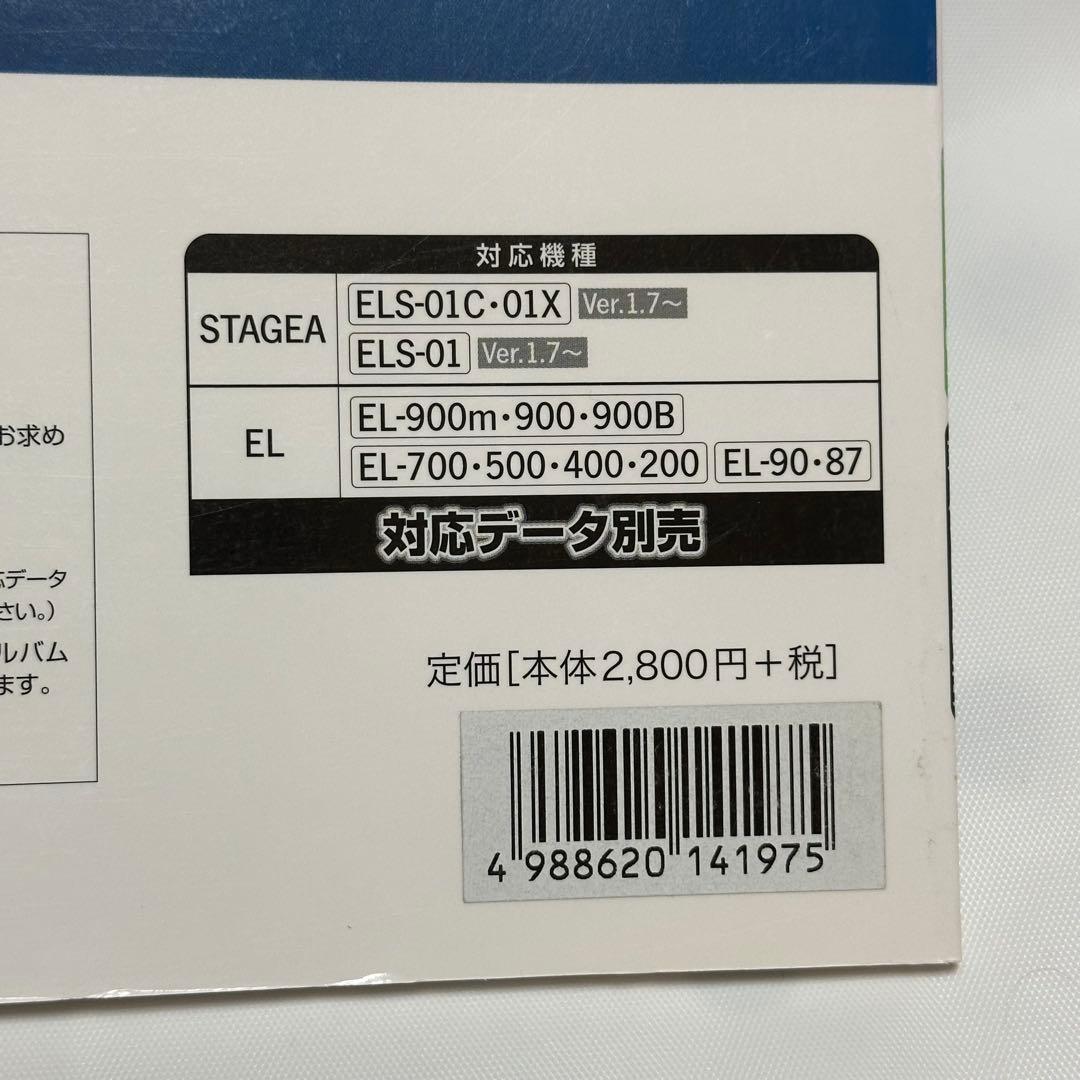 対応機種
STAGEA
ELS-01C・01X Ver.1.7～
ELS-01 Ver.1.7～
EL
EL-900m・900・900B
EL-700・500・400・200 EL-90・87
対応データ別売
お求め
データ
さい。）
ルバム
ます。
定価[本体2,800円＋税]
4 988620 141975